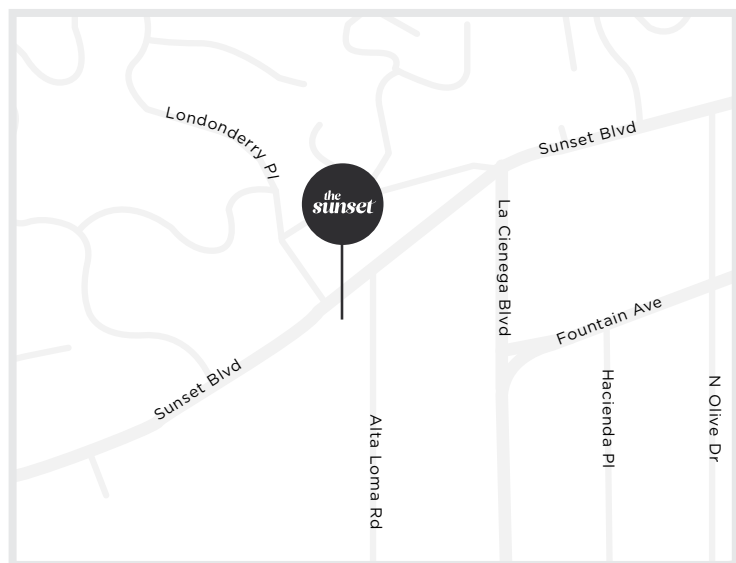 Londonderry Pl
Sunset Blvd
the
sunset
La Cienega Blvd
Fountain Ave
Sunset Blvd
Hacienda Pl
N Olive Dr
Alta Loma Rd